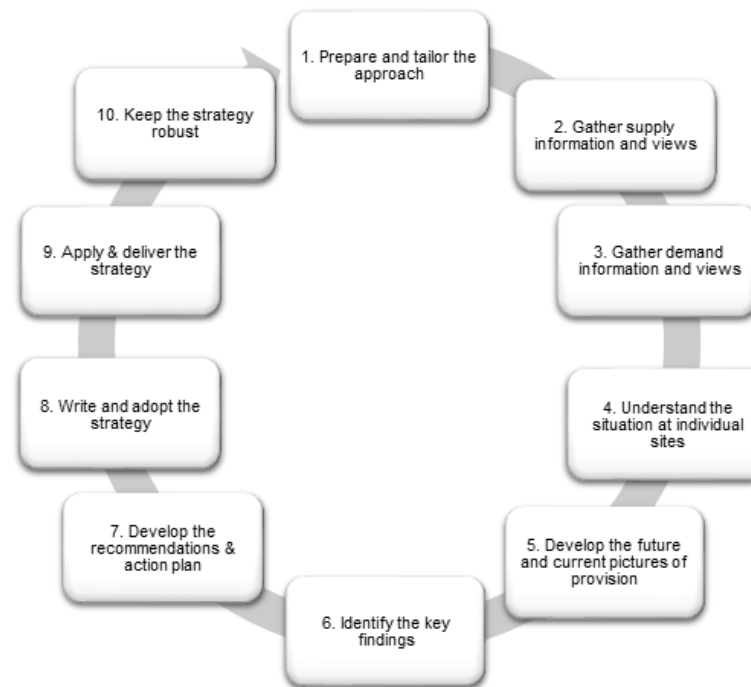 1. Prepare and tailor the
approach
2. Gather supply
information and views
3. Gather demand
information and views
4. Understand the
situation at individual
sites
5. Develop the future
and current pictures of
provision
6. Identify the key
findings
7. Develop the
recommendations &
action plan
8. Write and adopt the
strategy
9. Apply & deliver the
strategy
10. Keep the strategy
robust